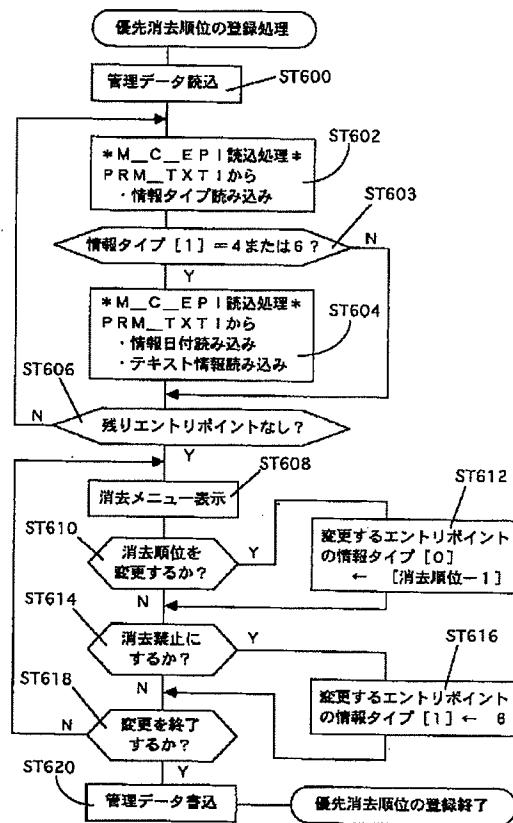 優先消去順位の登録処理
管理データ読込
ST600
*M__C__EPI読込処理*
PRM__TXT1から
・情報タイプ読み込み
ST602
情報タイプ［1］＝4または6？
ST603
N
Y
*M__C__EPI読込処理*
PRM__TXT1から
・情報日付読み込み
・テキスト情報読み込み
ST604
ST606
N
残りエントリポイントなし？
Y
ST608
消去メニュー表示
ST610
消去順位を
変更するか？
Y
ST612
変更するエントリポイント
の情報タイプ［0］
← ［消去順位－1］
N
ST614
消去禁止に
するか？
Y
ST616
変更するエントリポイント
の情報タイプ［1］← 6
N
ST618
N
変更を終了
するか？
Y
ST620
管理データ書込
優先消去順位の登録終了